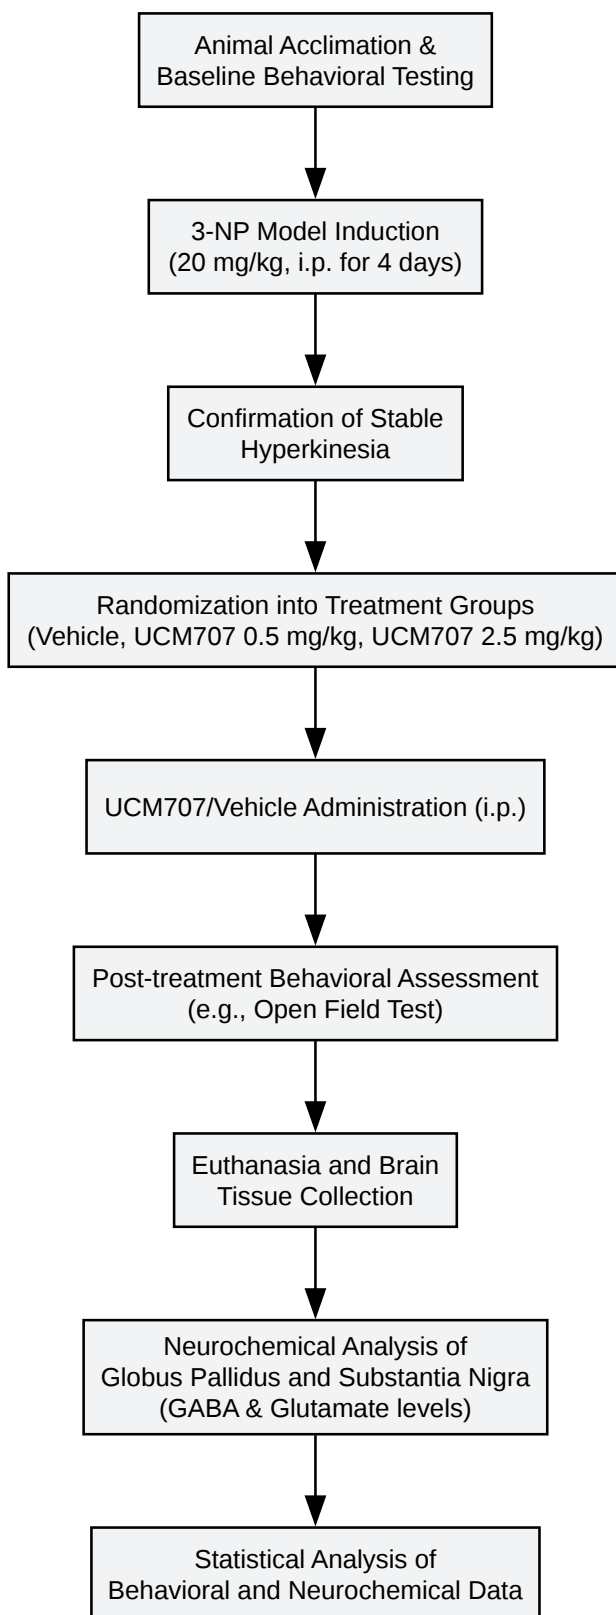 Animal Acclimation &
Baseline Behavioral Testing
3-NP Model Induction
(20 mg/kg, i.p. for 4 days)
Confirmation of Stable
Hyperkinesia
Randomization into Treatment Groups
(Vehicle, UCM707 0.5 mg/kg, UCM707 2.5 mg/kg)
UCM707/Vehicle Administration (i.p.)
Post-treatment Behavioral Assessment
(e.g., Open Field Test)
Euthanasia and Brain
Tissue Collection
Neurochemical Analysis of
Globus Pallidus and Substantia Nigra
(GABA & Glutamate levels)
Statistical Analysis of
Behavioral and Neurochemical Data